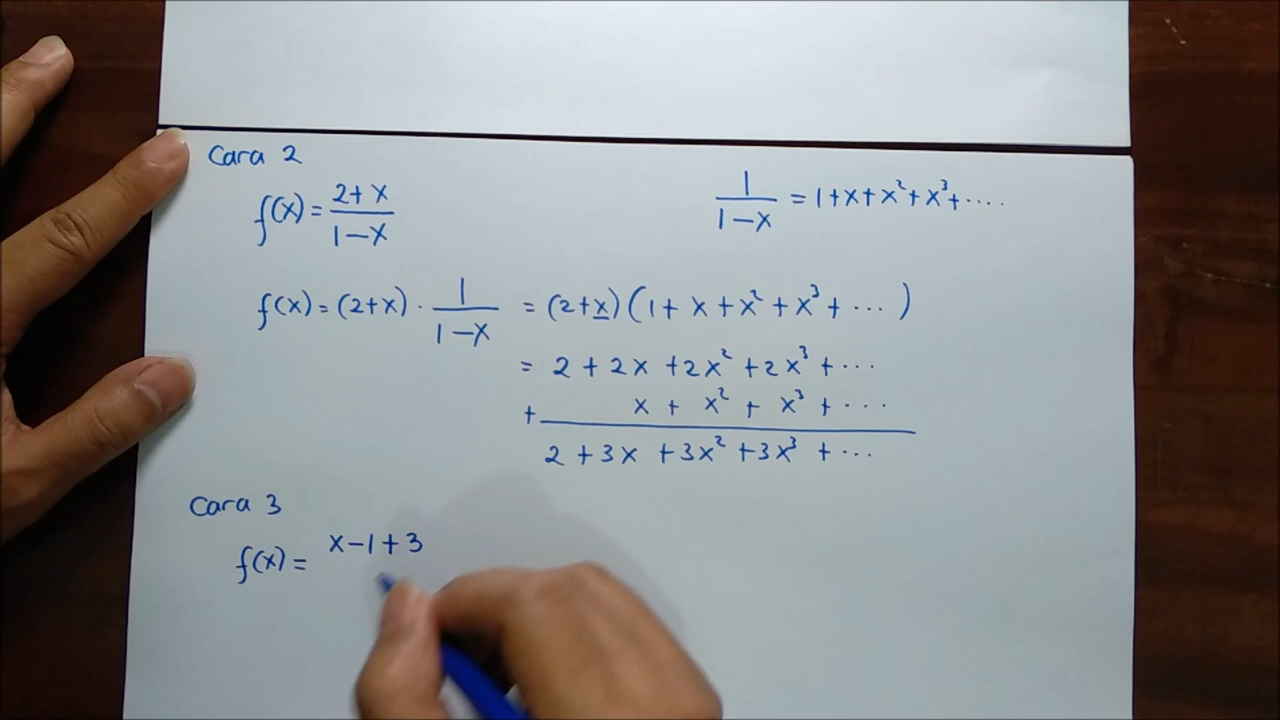 Cara 2
f(x) = (2+x)/(1-x)
1/(1-x) = 1+x+x²+x³+....
f(x) = (2+x) · 1/(1-x) = (2+x)(1+x+x²+x³+...)
= 2+2x+2x²+2x³+...
+ x+x²+x³+...
2+3x+3x²+3x³+...
Cara 3
f(x) = x-1+3